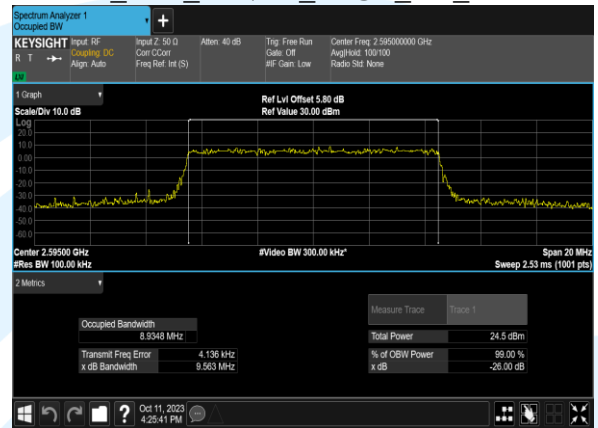 Spectrum Analyzer 1
Occupied BW
+
KEYSIGHT Input: RF Input Z: 50 Ω Atten: 40 dB Trig: Free Run Center Freq: 2.595000000 GHz
R T Coupling: DC Corr CCorr Gate: Off Avg|Hold: 100/100
Align: Auto Freq Ref: Int (S) #IF Gain: Low Radio Std: None
1 Graph
Ref Lvl Offset 5.80 dB
Scale/Div 10.0 dB Ref Value 30.00 dBm
Log
20.0
10.0
0.00
-10.0
-20.0
-30.0
-40.0
-50.0
-60.0
Center 2.59500 GHz #Video BW 300.00 kHz* Span 20 MHz
#Res BW 100.00 kHz Sweep 2.53 ms (1001 pts)
2 Metrics
Measure Trace Trace 1
Occupied Bandwidth
8.9348 MHz Total Power 24.5 dBm
Transmit Freq Error 4.136 kHz % of OBW Power 99.00 %
x dB Bandwidth 9.563 MHz x dB -26.00 dB
? Oct 11, 2023
4:25:41 PM